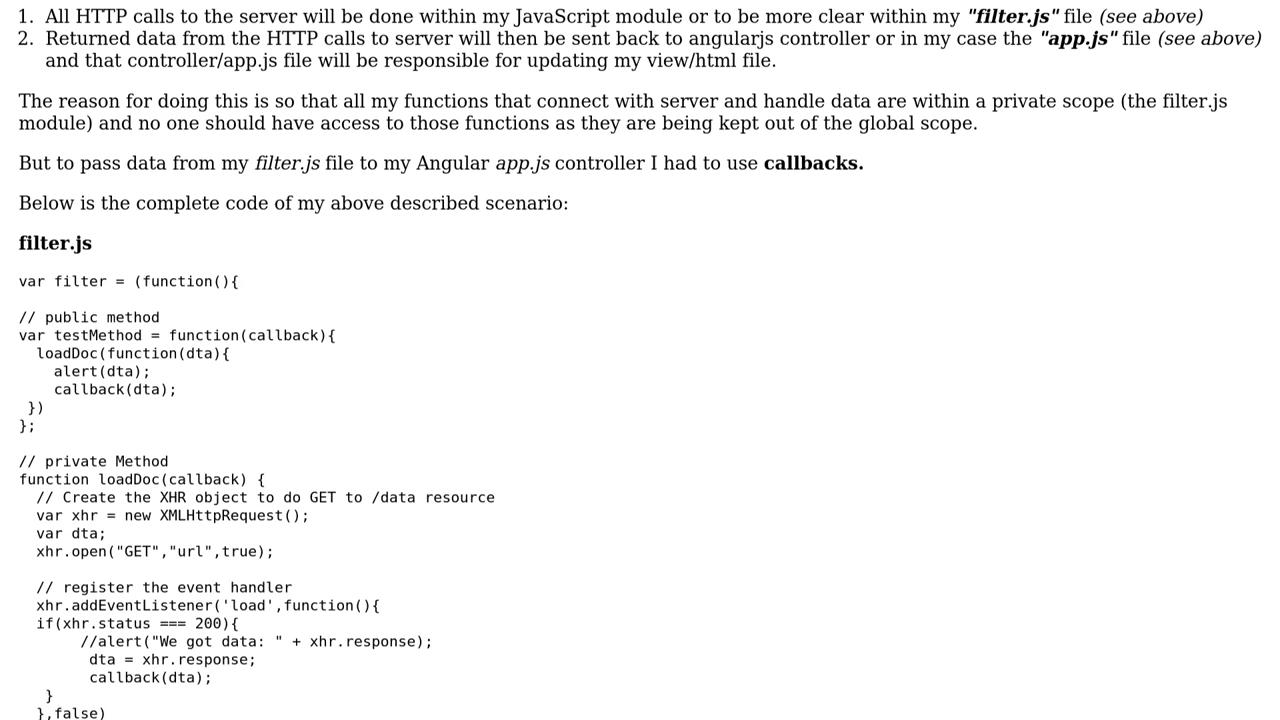 1. All HTTP calls to the server will be done within my JavaScript module or to be more clear within my "filter.js" file (see above)
2. Returned data from the HTTP calls to server will then be sent back to angularjs controller or in my case the "app.js" file (see above)
and that controller/app.js file will be responsible for updating my view/html file.
The reason for doing this is so that all my functions that connect with server and handle data are within a private scope (the filter.js
module) and no one should have access to those functions as they are being kept out of the global scope.
But to pass data from my filter.js file to my Angular app.js controller I had to use callbacks.
Below is the complete code of my above described scenario:
filter.js
var filter = (function(){
// public method
var testMethod = function(callback){
  loadDoc(function(dta){
    alert(dta);
    callback(dta);
 })
};
// private Method
function loadDoc(callback) {
  // Create the XHR object to do GET to /data resource
  var xhr = new XMLHttpRequest();
  var dta;
  xhr.open("GET","url",true);
  // register the event handler
  xhr.addEventListener('load',function(){
  if(xhr.status === 200){
       //alert("We got data: " + xhr.response);
        dta = xhr.response;
        callback(dta);
   }
  },false)